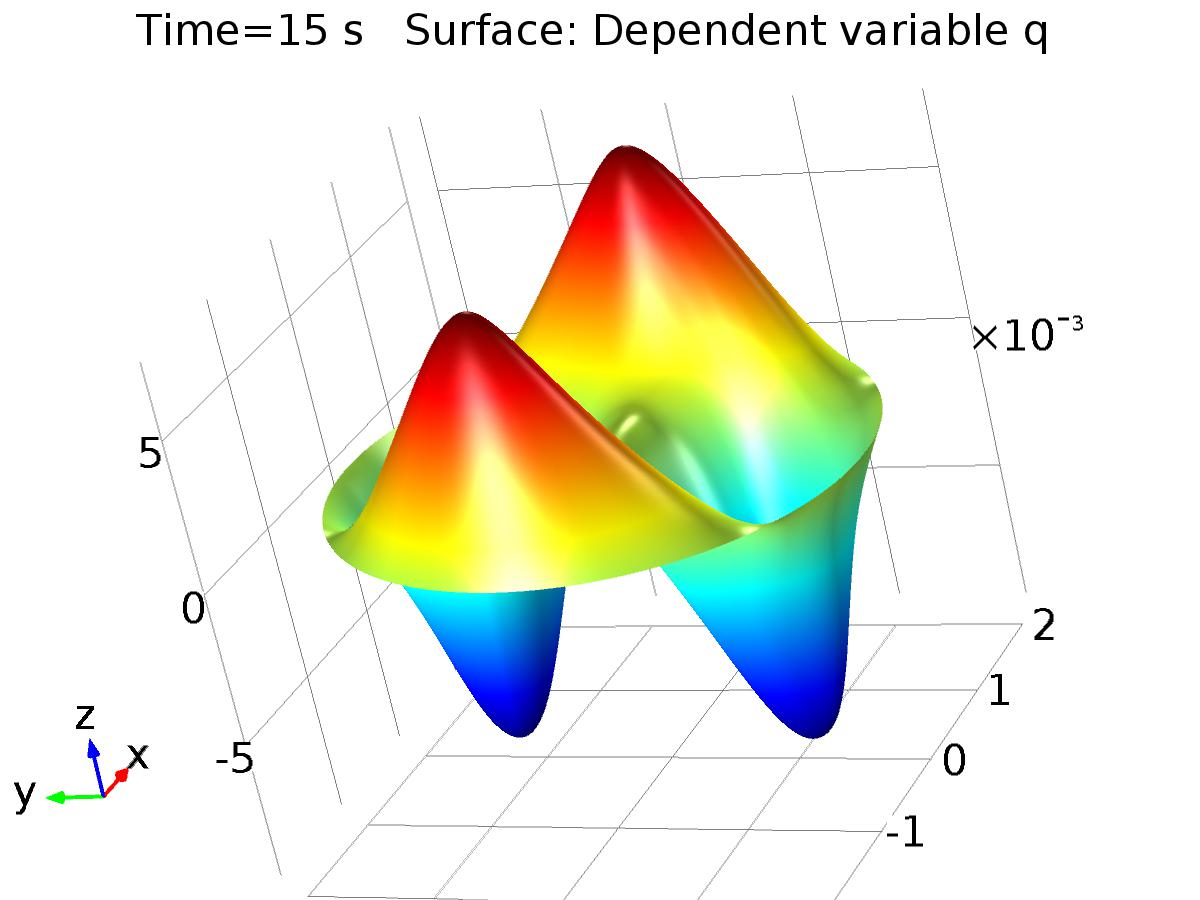 Time=15 s   Surface: Dependent variable q
×10⁻³
5
0
-5
2
1
0
-1
z
x
y